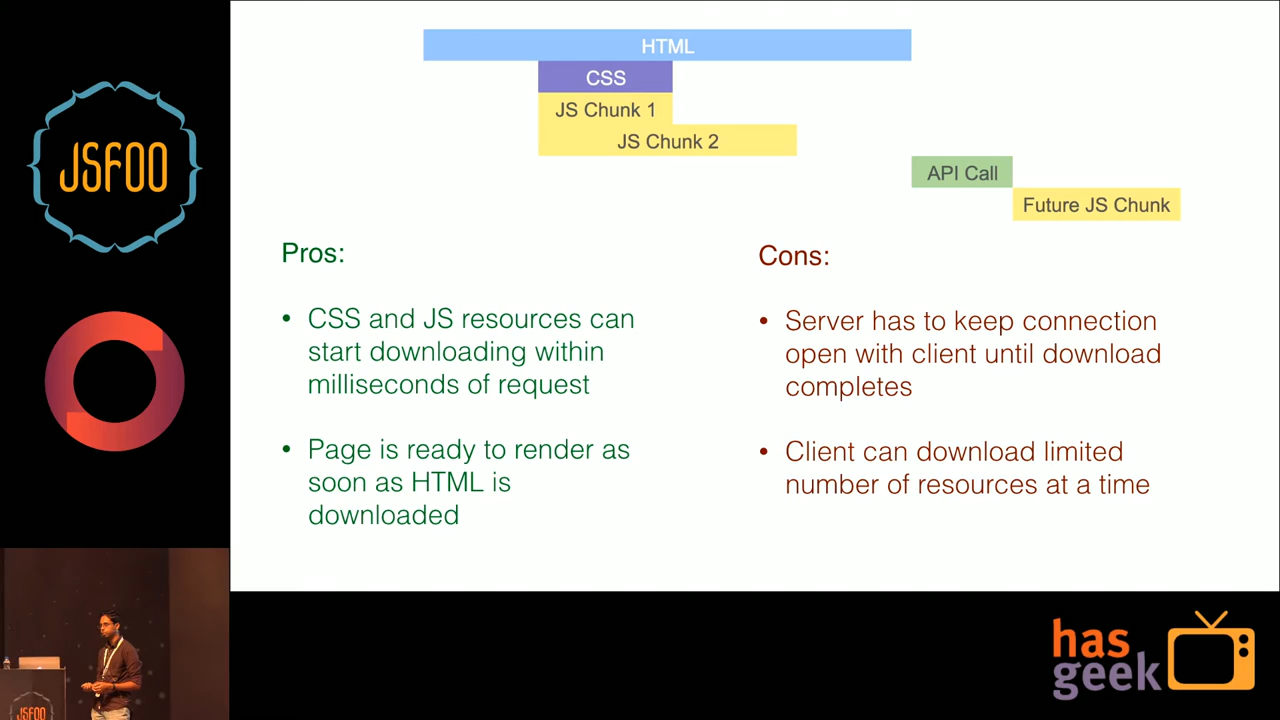 HTML
CSS
JS Chunk 1
JS Chunk 2
API Call
Future JS Chunk
JSFOO
Pros:
• CSS and JS resources can
start downloading within
milliseconds of request
• Page is ready to render as
soon as HTML is
downloaded
Cons:
• Server has to keep connection
open with client until download
completes
• Client can download limited
number of resources at a time
JSFOO
has
geek